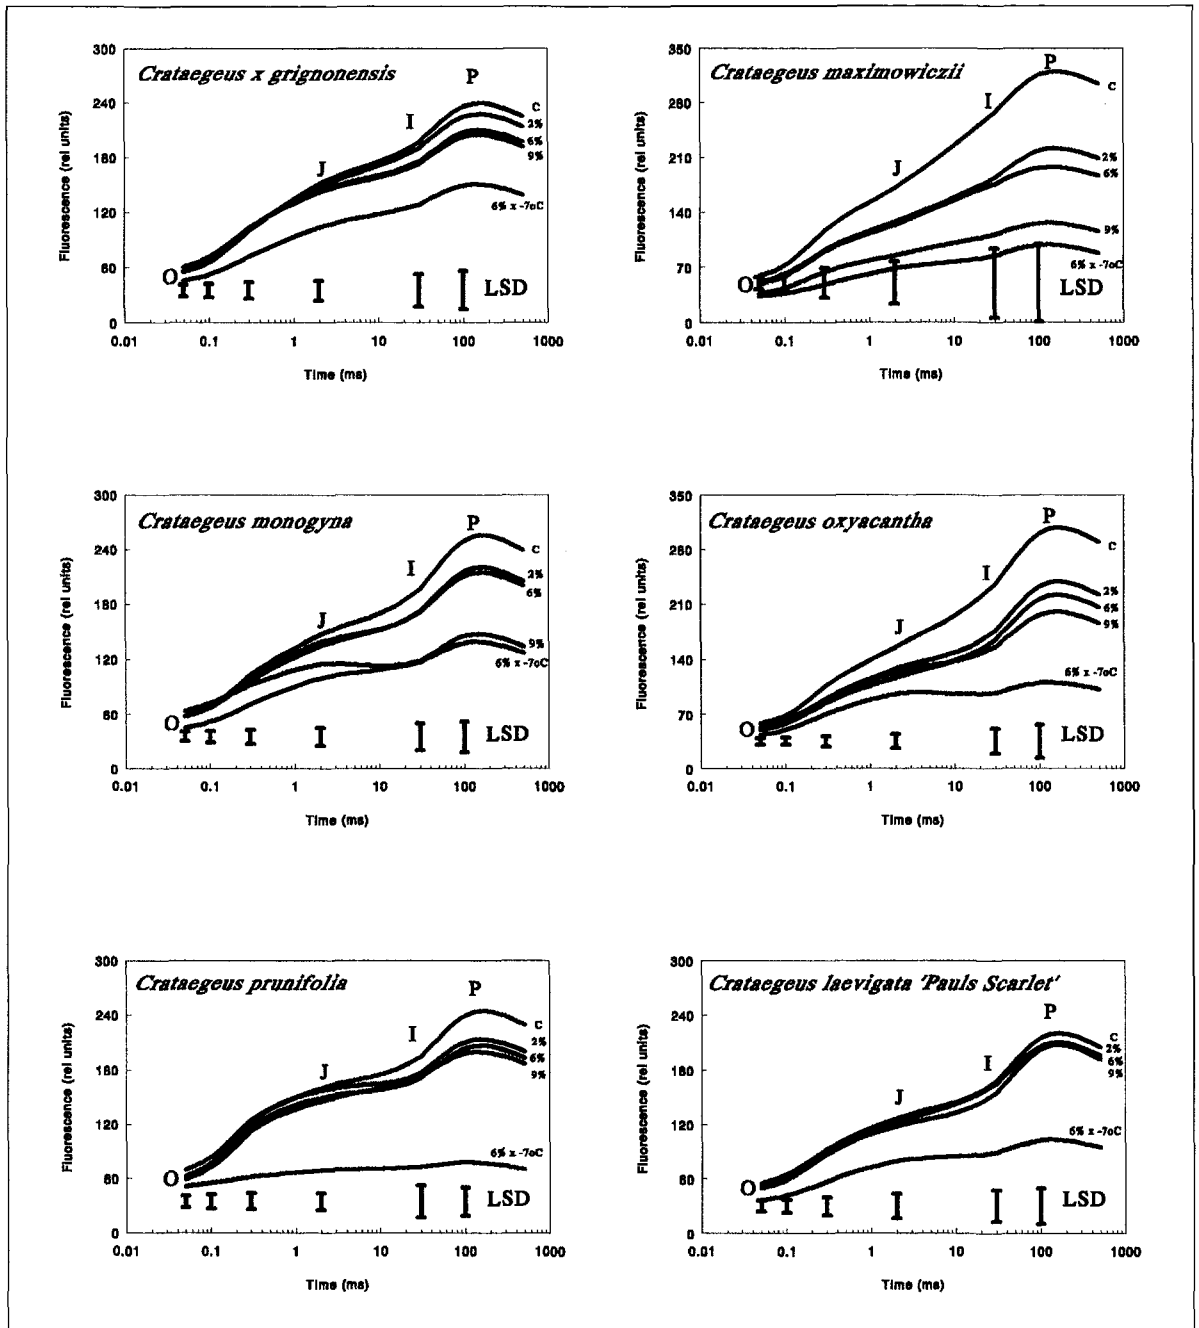 Crataegeus x grignonensis
300
240
180
120
60
0
Fluorescence (rel units)
O
J
I
P
C
2%
6%
9%
6% x -7oC
LSD
0.01 0.1 1 10 100 1000
Time (ms)
Crataegeus maximowiczii
350
280
210
140
70
0
Fluorescence (rel units)
O
J
I
P
C
2%
6%
9%
6% x -7oC
LSD
0.01 0.1 1 10 100 1000
Time (ms)
Crataegeus monogyna
300
240
180
120
60
0
Fluorescence (rel units)
O
J
I
P
C
2%
6%
9%
6% x -7oC
LSD
0.01 0.1 1 10 100 1000
Time (ms)
Crataegeus oxyacantha
350
280
210
140
70
0
Fluorescence (rel units)
O
J
I
P
C
2%
6%
9%
6% x -7oC
LSD
0.01 0.1 1 10 100 1000
Time (ms)
Crataegeus prunifolia
300
240
180
120
60
0
Fluorescence (rel units)
O
J
I
P
C
2%
6%
9%
6% x -7oC
LSD
0.01 0.1 1 10 100 1000
Time (ms)
Crataegeus laevigata 'Pauls Scarlet'
300
240
180
120
60
0
Fluorescence (rel units)
O
J
I
P
C
2%
6%
9%
6% x -7oC
LSD
0.01 0.1 1 10 100 1000
Time (ms)